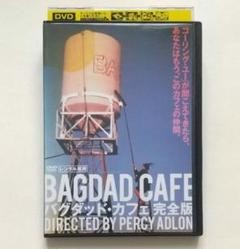 DVD
コーリング・ユーが聞こえてきたら、
あなたはもう、このカフェの仲間。
BA
BAGDAD CAFE
バグダッド・カフェ 完全版
DIRECTED BY PERCY ADLON